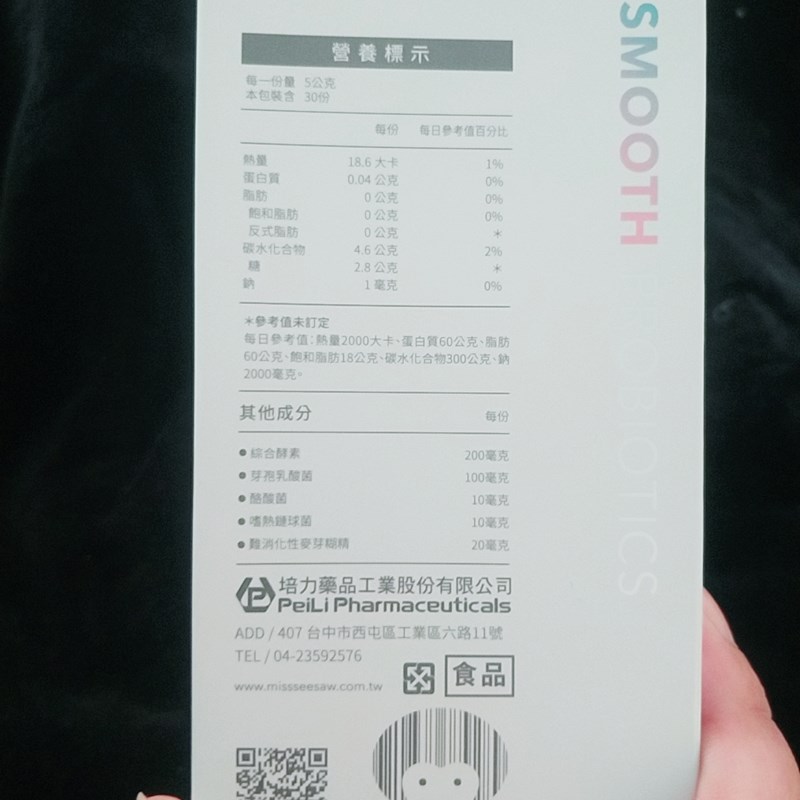 營養標示
每一份量 5公克
本包裝含 30份
每份 每日參考值百分比
熱量 18.6 大卡 1%
蛋白質 0.04 公克 0%
脂肪 0 公克 0%
飽和脂肪 0 公克 0%
反式脂肪 0 公克 *
碳水化合物 4.6 公克 2%
糖 2.8 公克 *
鈉 1 毫克 0%
*參考值未訂定
每日參考值:熱量2000大卡、蛋白質60公克、脂肪
60公克、飽和脂肪18公克、碳水化合物300公克、鈉
2000毫克。
其他成分 每份
● 綜合酵素 200毫克
● 芽孢乳酸菌 100毫克
● 酪酸菌 10毫克
● 嗜熱鏈球菌 10毫克
● 難消化性麥芽糊精 20毫克
培力藥品工業股份有限公司
PeiLi Pharmaceuticals
ADD / 407 台中市西屯區工業區六路11號
TEL / 04-23592576
www.missseesaw.com.tw
食品
SMOOTH